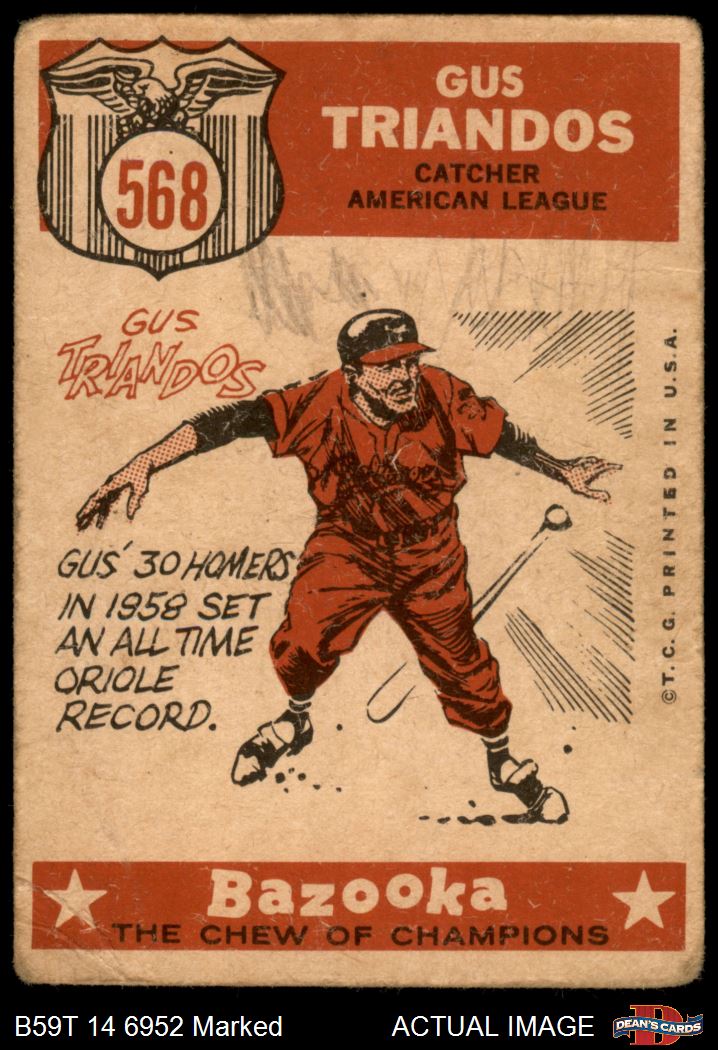 568
GUS
TRIANDOS
CATCHER
AMERICAN LEAGUE
GUS
TRIANDOS
GUS' 30 HOMERS
IN 1958 SET
AN ALL TIME
ORIOLE
RECORD.
© T. C. G. PRINTED IN U.S.A.
Bazooka
THE CHEW OF CHAMPIONS
B59T 14 6952 Marked
ACTUAL IMAGE
DEAN'S CARDS